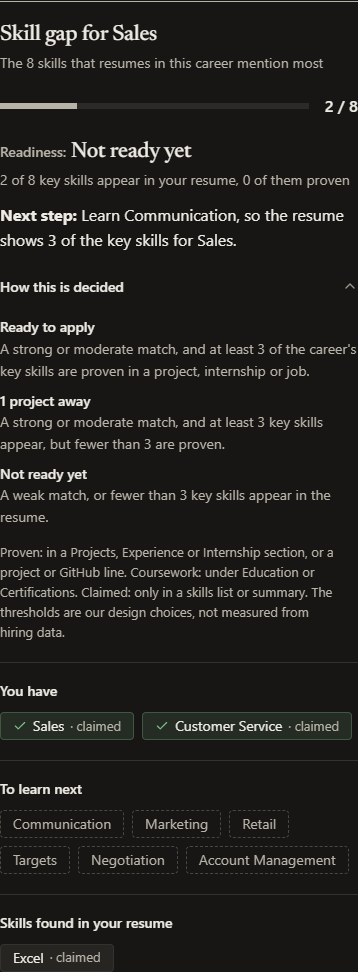 Skill gap for Sales
The 8 skills that resumes in this career mention most
2 / 8
Readiness: Not ready yet
2 of 8 key skills appear in your resume, 0 of them proven
Next step: Learn Communication, so the resume
shows 3 of the key skills for Sales.
How this is decided
Ready to apply
A strong or moderate match, and at least 3 of the career's
key skills are proven in a project, internship or job.
1 project away
A strong or moderate match, and at least 3 key skills
appear, but fewer than 3 are proven.
Not ready yet
A weak match, or fewer than 3 key skills appear in the
resume.
Proven: in a Projects, Experience or Internship section, or a
project or GitHub line. Coursework: under Education or
Certifications. Claimed: only in a skills list or summary. The
thresholds are our design choices, not measured from
hiring data.
You have
Sales · claimed Customer Service · claimed
To learn next
Communication Marketing Retail
Targets Negotiation Account Management
Skills found in your resume
Excel · claimed